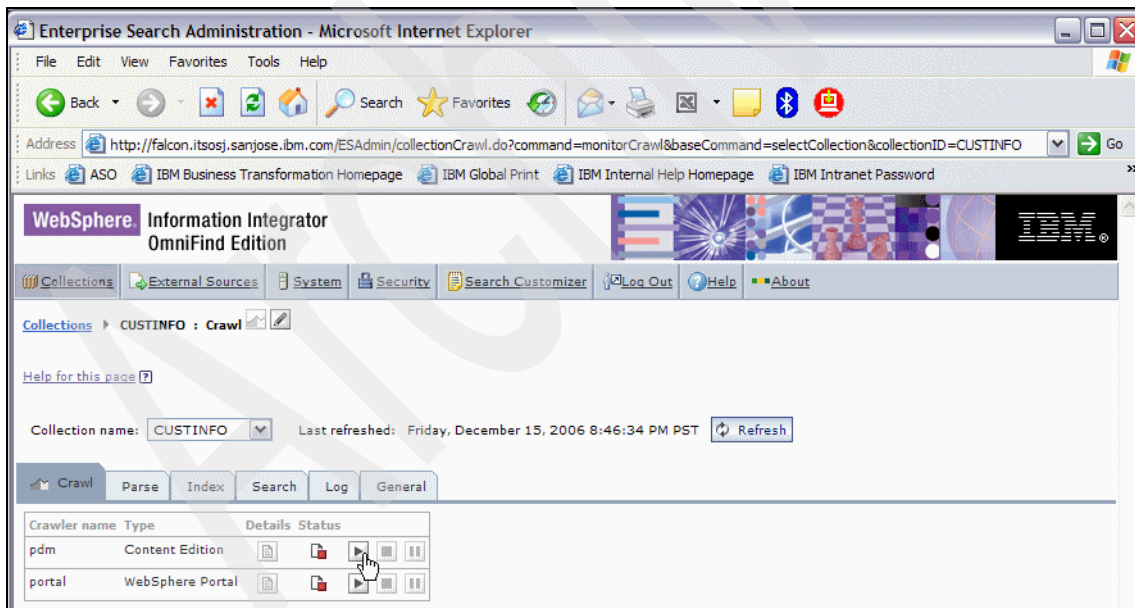 Enterprise Search Administration - Microsoft Internet Explorer
File Edit View Favorites Tools Help
Back Search Favorites
Address http://falcon.itsosj.sanjose.ibm.com/ESAdmin/collectionCrawl.do?command=monitorCrawl&baseCommand=selectCollection&collectionID=CUSTINFO Go
Links ASO IBM Business Transformation Homepage IBM Global Print IBM Internal Help Homepage IBM Intranet Password »
WebSphere. Information Integrator
OmniFind Edition
IBM®
Collections External Sources System Security Search Customizer Log Out Help About
Collections CUSTINFO : Crawl
Help for this page ?
Collection name: CUSTINFO Last refreshed: Friday, December 15, 2006 8:46:34 PM PST Refresh
Crawl Parse Index Search Log General
Crawler name Type Details Status
pdm Content Edition
portal WebSphere Portal